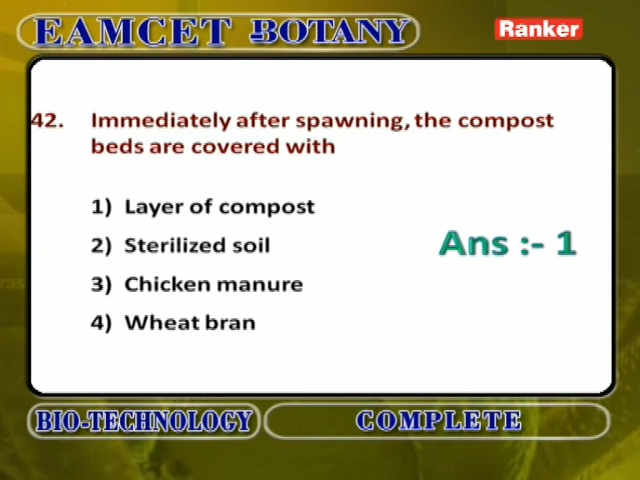 EAMCET BOTANY
Ranker
42. Immediately after spawning, the compost
beds are covered with
1) Layer of compost
2) Sterilized soil
Ans :- 1
3) Chicken manure
4) Wheat bran
BIO-TECHNOLOGY
COMPLETE